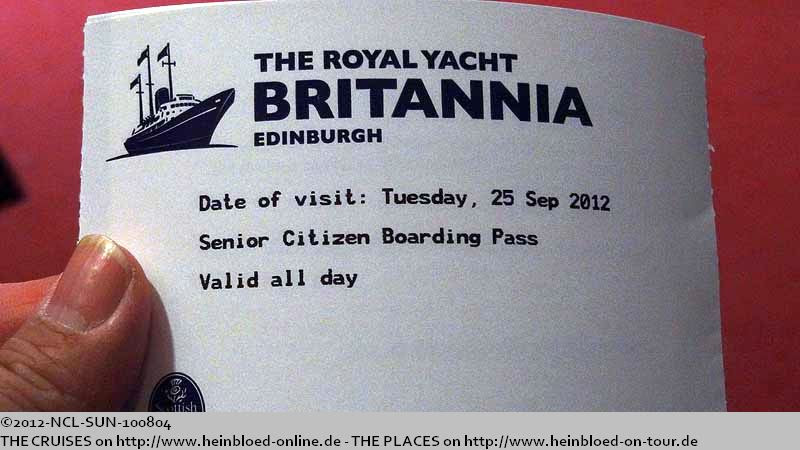 THE ROYAL YACHT
BRITANNIA
EDINBURGH
Date of visit: Tuesday, 25 Sep 2012
Senior Citizen Boarding Pass
Valid all day
Scottish
©2012-NCL-SUN-100804
THE CRUISES on http://www.heinbloed-online.de - THE PLACES on http://www.heinbloed-on-tour.de